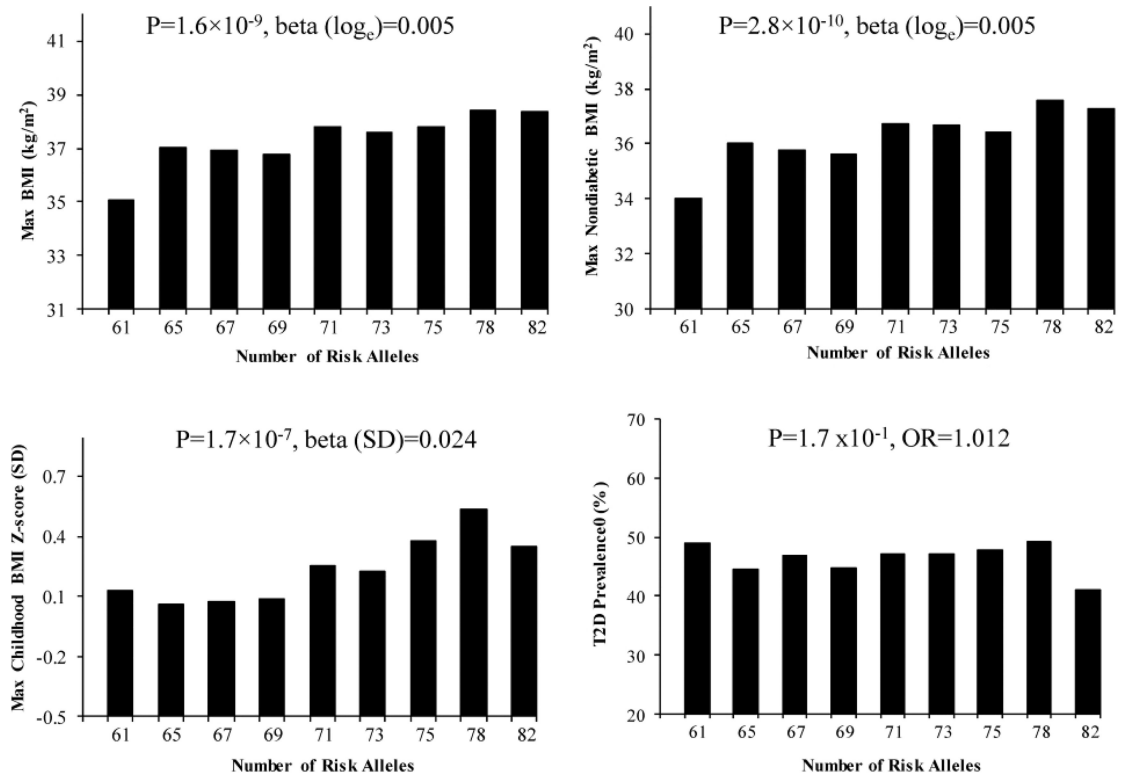 P=1.6×10⁻⁹, beta (logₑ)=0.005
Max BMI (kg/m²)
41
39
37
35
33
31
61 65 67 69 71 73 75 78 82
Number of Risk Alleles
P=2.8×10⁻¹⁰, beta (logₑ)=0.005
Max Nondiabetic BMI (kg/m²)
40
38
36
34
32
30
61 65 67 69 71 73 75 78 82
Number of Risk Alleles
P=1.7×10⁻⁷, beta (SD)=0.024
Max Childhood BMI Z-score (SD)
0.7
0.4
0.1
-0.2
-0.5
61 65 67 69 71 73 75 78 82
Number of Risk Alleles
P=1.7 x10⁻¹, OR=1.012
T2D Prevalence0 (%)
70
60
50
40
30
20
61 65 67 69 71 73 75 78 82
Number of Risk Alleles